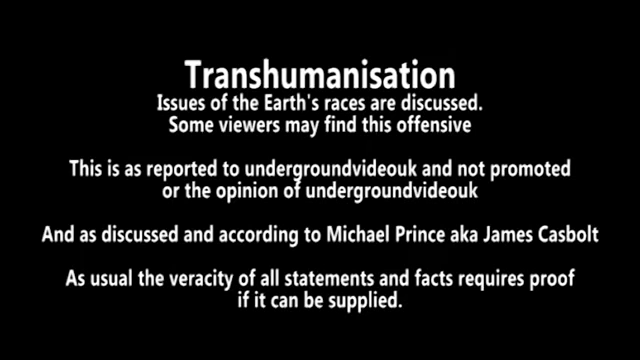 Transhumanisation
Issues of the Earth's races are discussed.
Some viewers may find this offensive
This is as reported to undergroundvideouk and not promoted
or the opinion of undergroundvideouk
And as discussed and according to Michael Prince aka James Casbolt
As usual the veracity of all statements and facts requires proof
if it can be supplied.